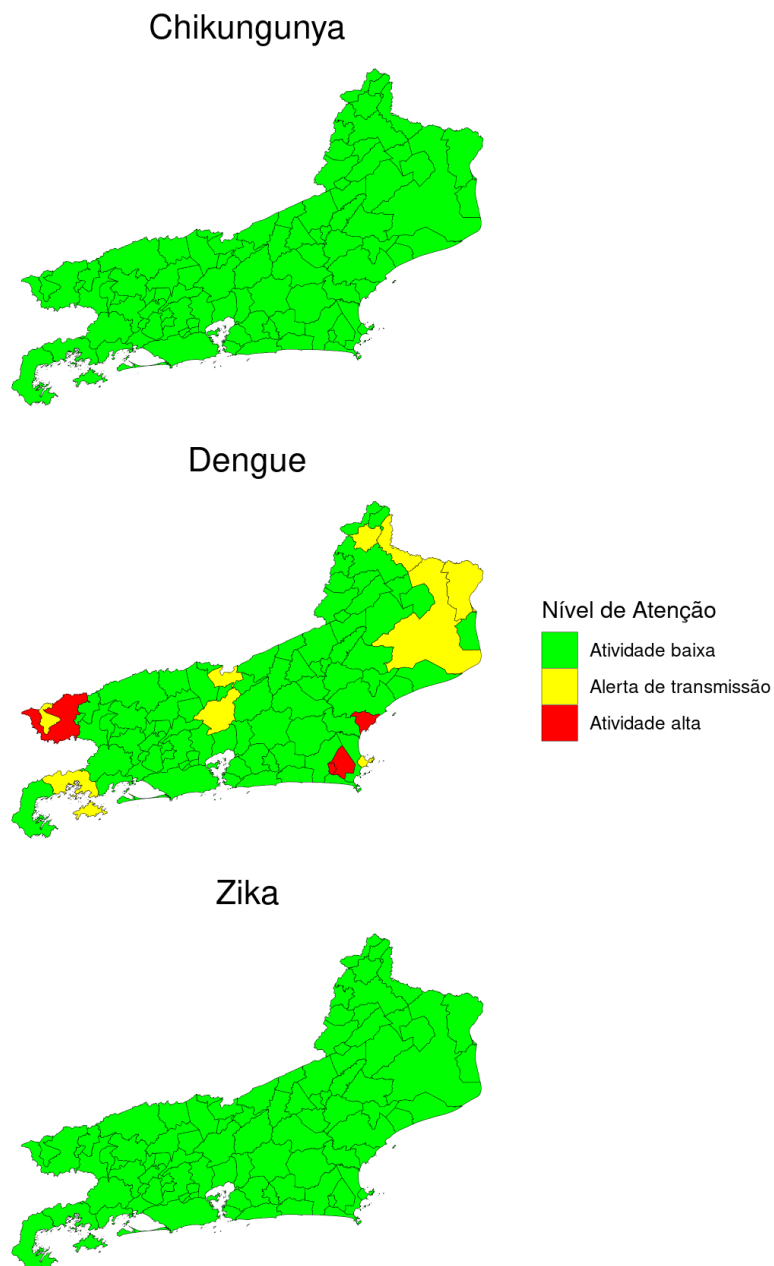 Chikungunya
Dengue
Nível de Atenção
Atividade baixa
Alerta de transmissão
Atividade alta
Zika